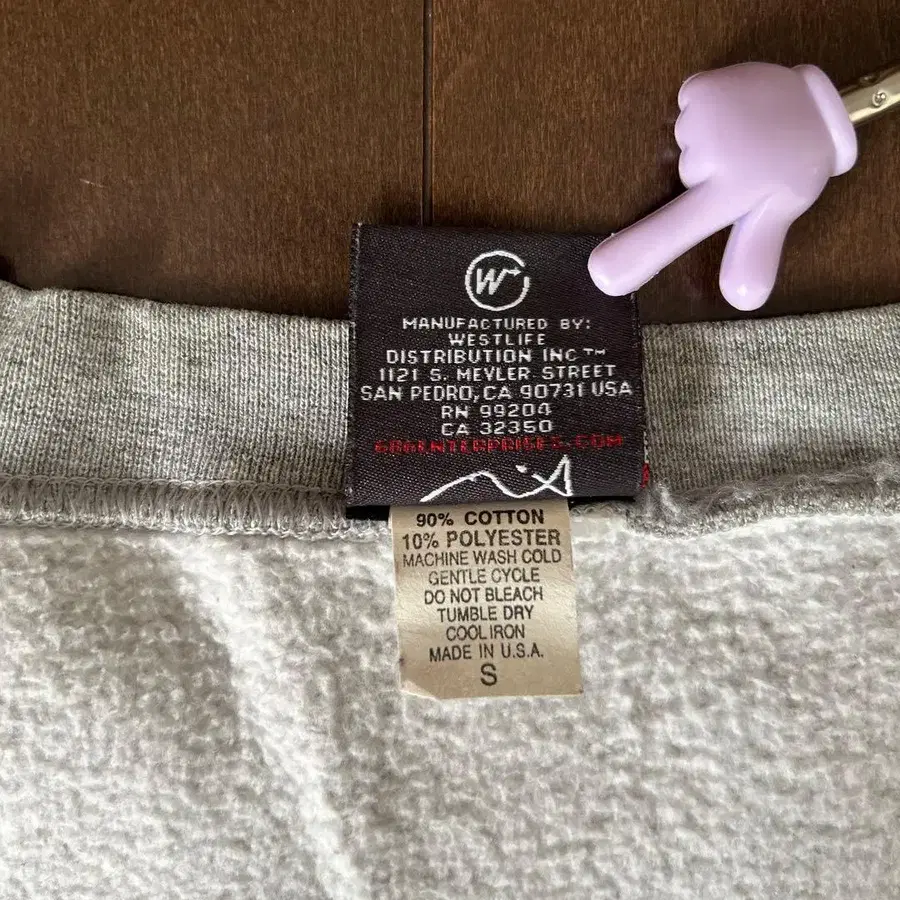 W
MANUFACTURED BY:
WESTLIFE
DISTRIBUTION INC™
1121 S. MEYLER STREET
SAN PEDRO, CA 90731 USA
RN 99204
CA 32350
90% COTTON
10% POLYESTER
MACHINE WASH COLD
GENTLE CYCLE
DO NOT BLEACH
TUMBLE DRY
COOL IRON
MADE IN U.S.A.
S